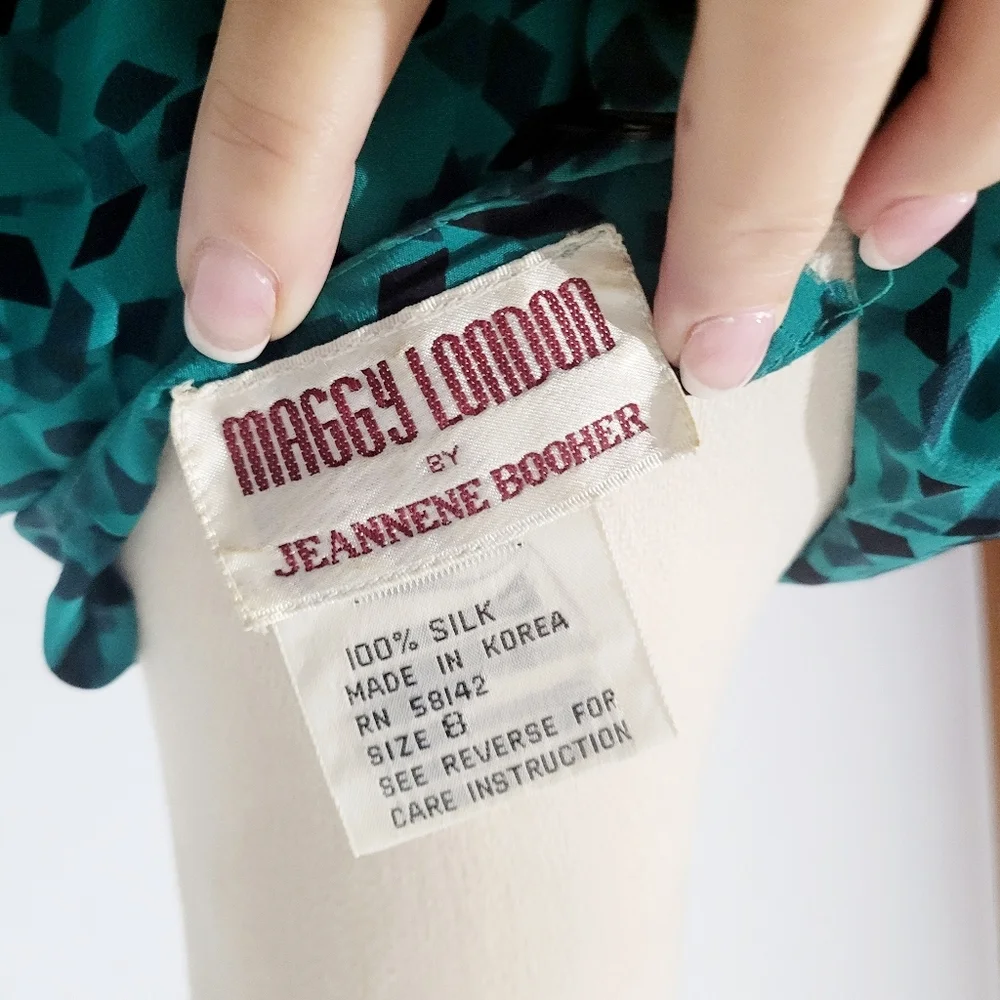 MAGGY LONDON
BY
JEANNENE BOOHER
100% SILK
MADE IN KOREA
RN 58142
SIZE 8
SEE REVERSE FOR
CARE INSTRUCTION